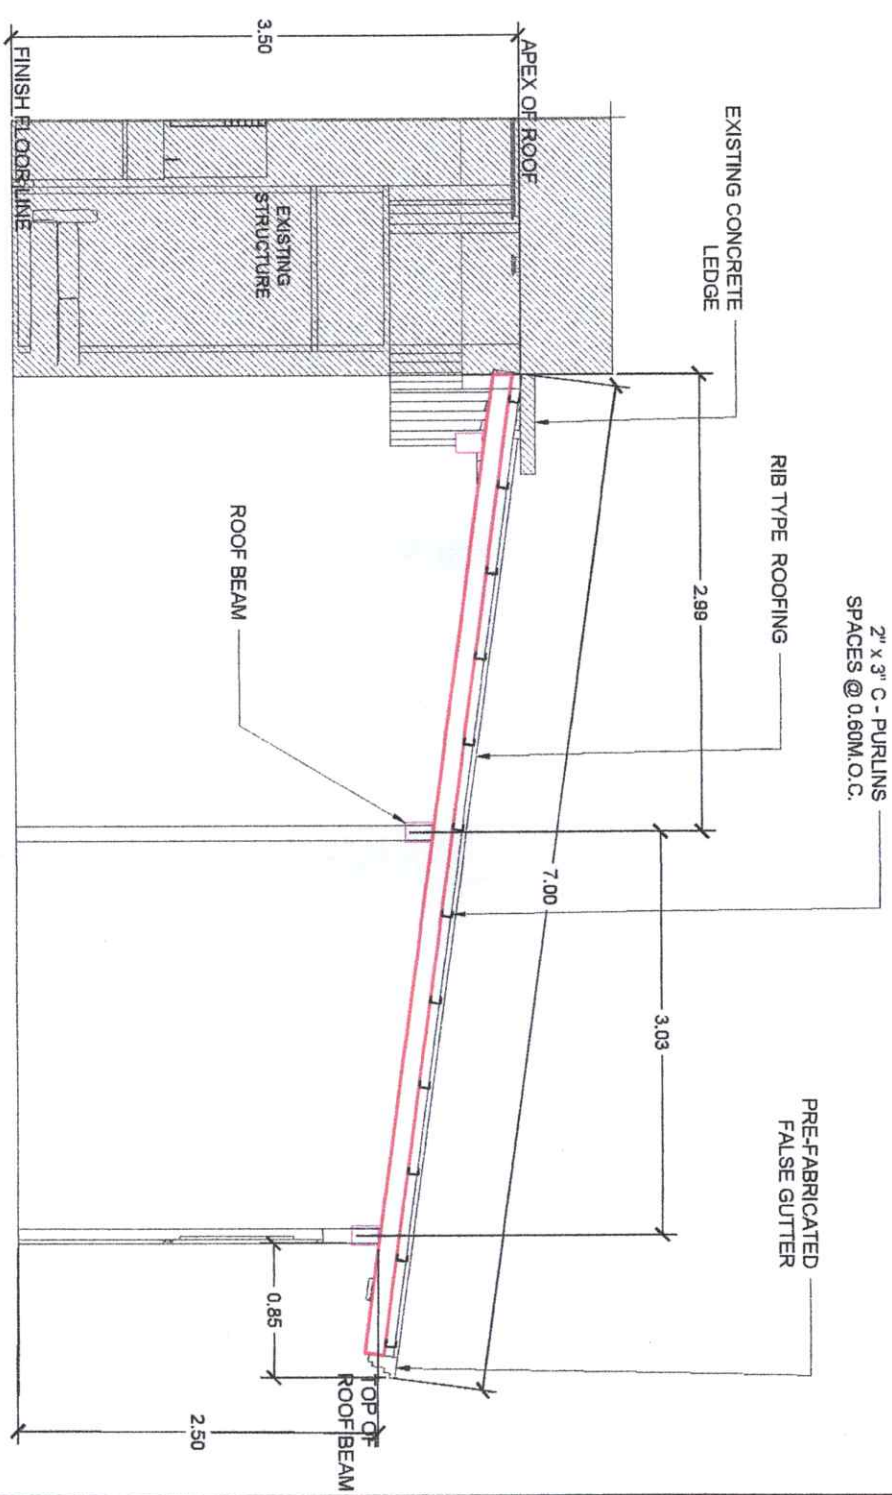 2" x 3" C - PURLINS
SPACES @ 0.60M.O.C.
RIB TYPE ROOFING
EXISTING CONCRETE
LEDGE
PRE-FABRICATED
FALSE GUTTER
2.99
3.03
7.00
APEX OF ROOF
3.50
EXISTING
STRUCTURE
FINISH FLOOR LINE
ROOF BEAM
0.85
TOP OF
ROOF BEAM
2.50